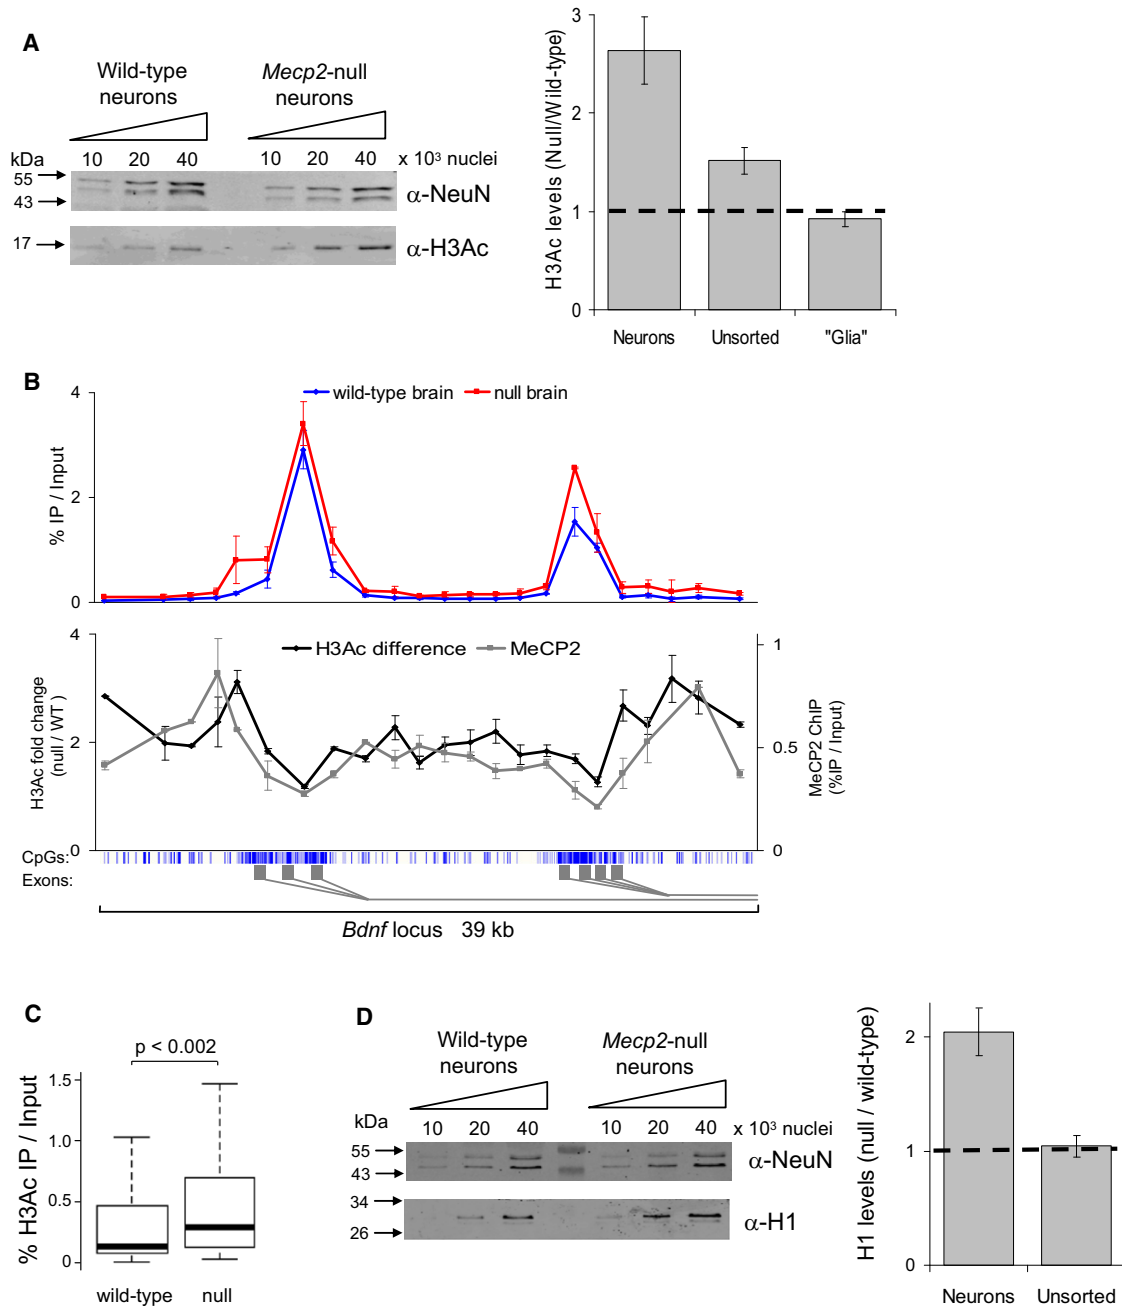 A
Wild-type neurons
Mecp2-null neurons
kDa
10 20 40 10 20 40 x 10³ nuclei
55
43
α-NeuN
17
α-H3Ac
H3Ac levels (Null/Wild-type)
3
2
1
0
Neurons Unsorted "Glia"
B
wild-type brain null brain
% IP / Input
4
2
0
H3Ac difference MeCP2
H3Ac fold change (null / WT )
4
2
0
MeCP2 ChIP (%IP / Input)
1
0.5
0
CpGs:
Exons:
Bdnf locus 39 kb
C
p < 0.002
% H3Ac IP / Input
1.5
1.0
0.5
0
wild-type null
D
Wild-type neurons
Mecp2-null neurons
kDa
10 20 40 10 20 40 x 10³ nuclei
55
43
α-NeuN
34
26
α-H1
H1 levels (null / wild-type)
2
1
0
Neurons Unsorted